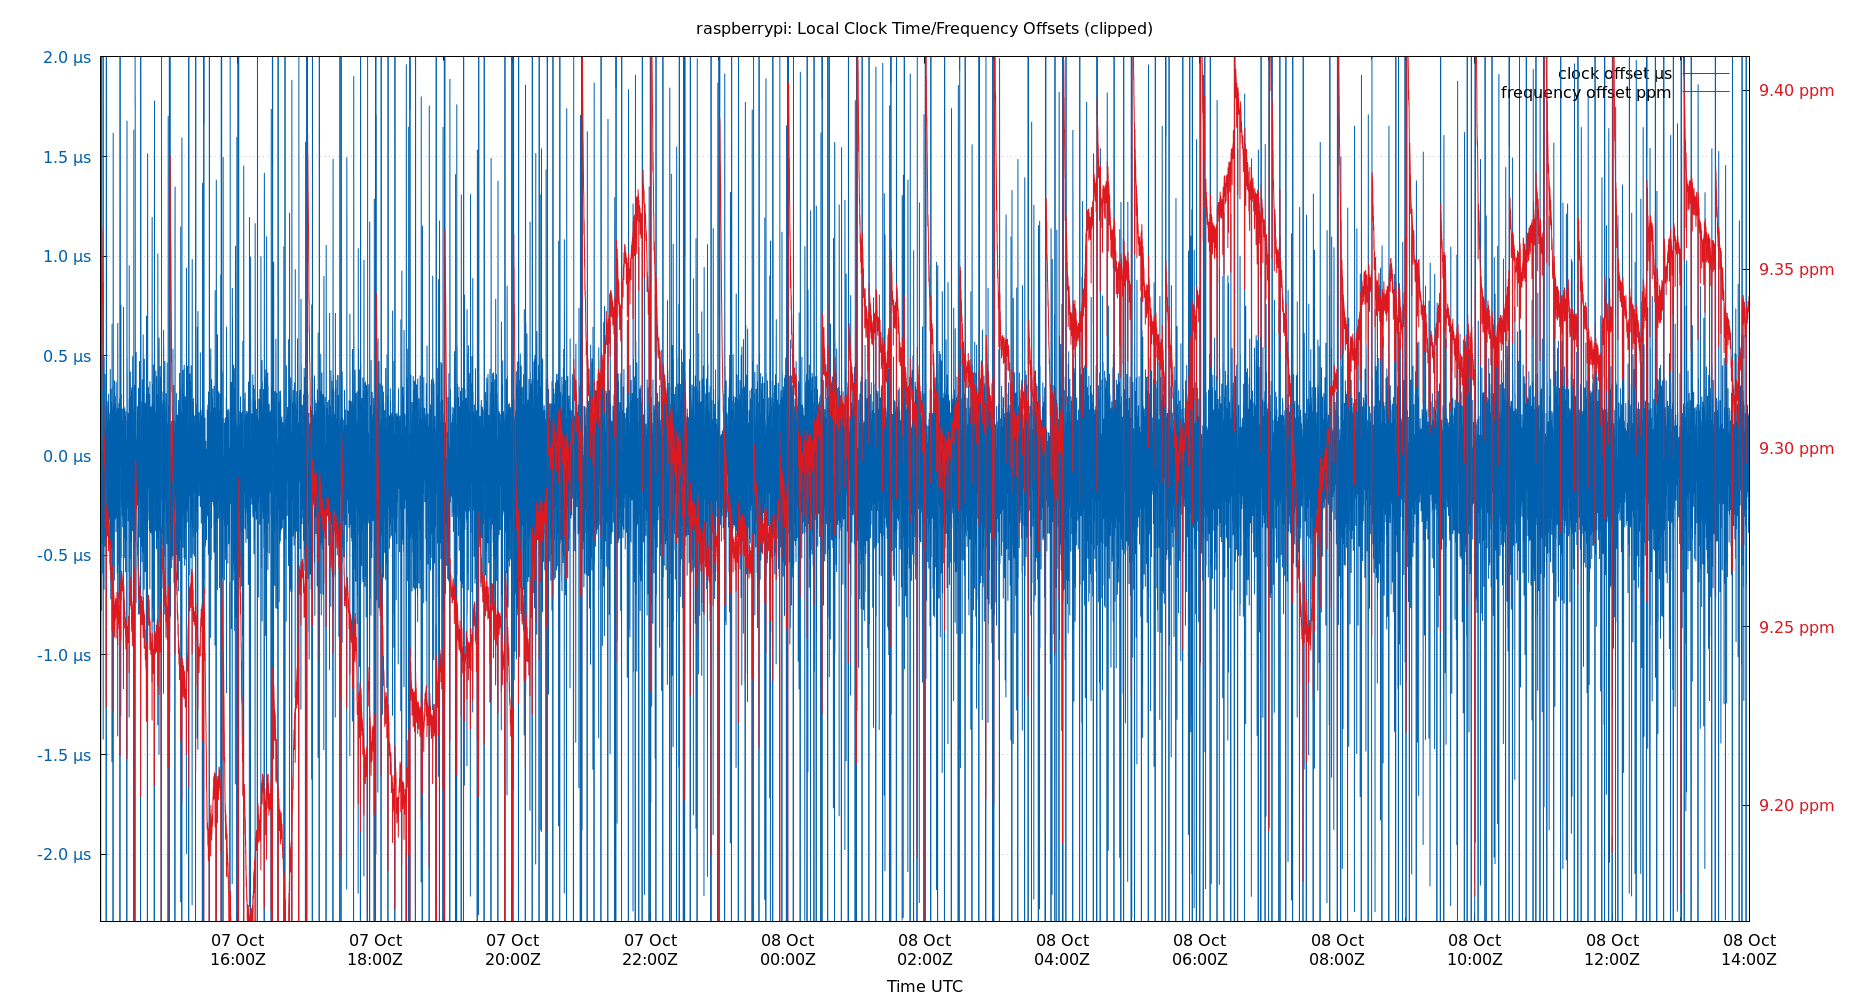 raspberrypi: Local Clock Time/Frequency Offsets (clipped)
clock offset µs
frequency offset ppm
2.0 µs
1.5 µs
1.0 µs
0.5 µs
0.0 µs
-0.5 µs
-1.0 µs
-1.5 µs
-2.0 µs
9.40 ppm
9.35 ppm
9.30 ppm
9.25 ppm
9.20 ppm
07 Oct 07 Oct 07 Oct 07 Oct 08 Oct 08 Oct 08 Oct 08 Oct 08 Oct 08 Oct 08 Oct 08 Oct
16:00Z 18:00Z 20:00Z 22:00Z 00:00Z 02:00Z 04:00Z 06:00Z 08:00Z 10:00Z 12:00Z 14:00Z
Time UTC